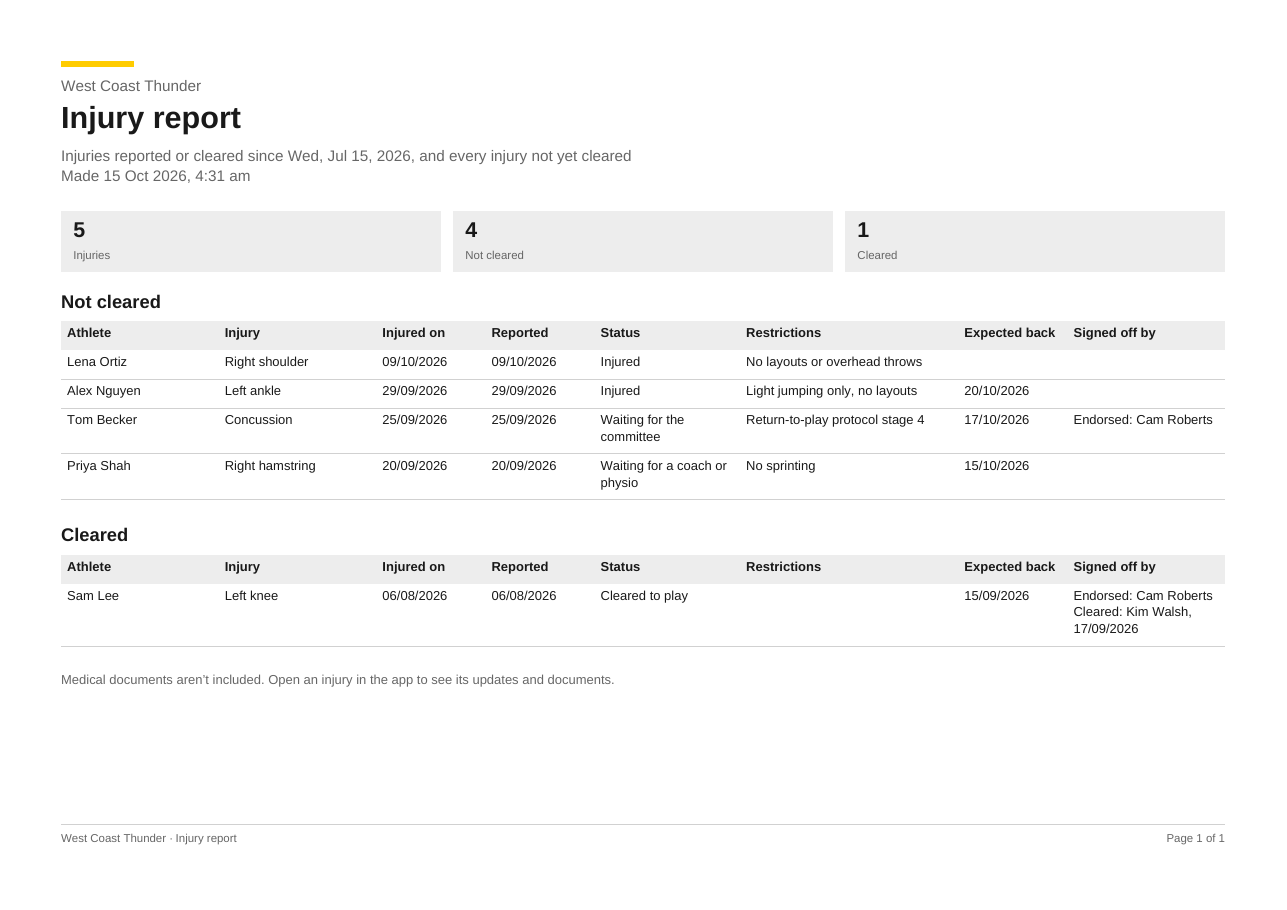 West Coast Thunder
Injury report
Injuries reported or cleared since Wed, Jul 15, 2026, and every injury not yet cleared
Made 15 Oct 2026, 4:31 am
5
Injuries
4
Not cleared
1
Cleared
Not cleared
Athlete Injury Injured on Reported Status Restrictions Expected back Signed off by
Lena Ortiz Right shoulder 09/10/2026 09/10/2026 Injured No layouts or overhead throws
Alex Nguyen Left ankle 29/09/2026 29/09/2026 Injured Light jumping only, no layouts 20/10/2026
Tom Becker Concussion 25/09/2026 25/09/2026 Waiting for the Return-to-play protocol stage 4 17/10/2026 Endorsed: Cam Roberts
committee
Priya Shah Right hamstring 20/09/2026 20/09/2026 Waiting for a coach or No sprinting 15/10/2026
physio
Cleared
Athlete Injury Injured on Reported Status Restrictions Expected back Signed off by
Sam Lee Left knee 06/08/2026 06/08/2026 Cleared to play 15/09/2026 Endorsed: Cam Roberts
Cleared: Kim Walsh,
17/09/2026
Medical documents aren’t included. Open an injury in the app to see its updates and documents.
West Coast Thunder · Injury report Page 1 of 1